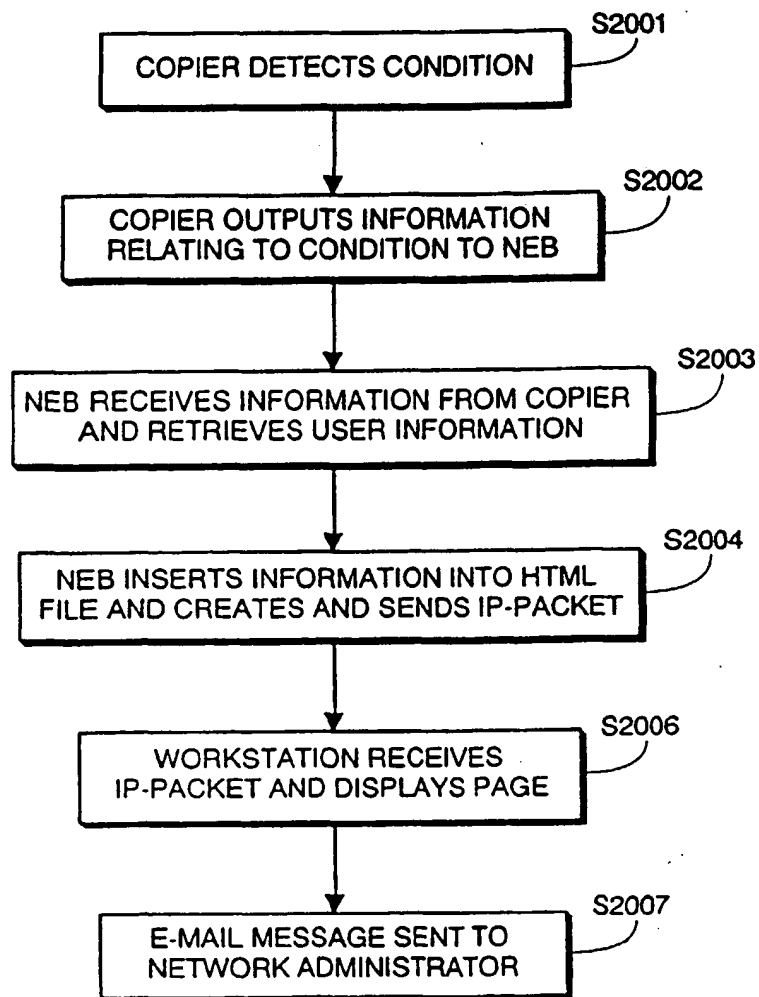 S2001
COPIER DETECTS CONDITION
S2002
COPIER OUTPUTS INFORMATION
RELATING TO CONDITION TO NEB
S2003
NEB RECEIVES INFORMATION FROM COPIER
AND RETRIEVES USER INFORMATION
S2004
NEB INSERTS INFORMATION INTO HTML
FILE AND CREATES AND SENDS IP-PACKET
S2006
WORKSTATION RECEIVES
IP-PACKET AND DISPLAYS PAGE
S2007
E-MAIL MESSAGE SENT TO
NETWORK ADMINISTRATOR